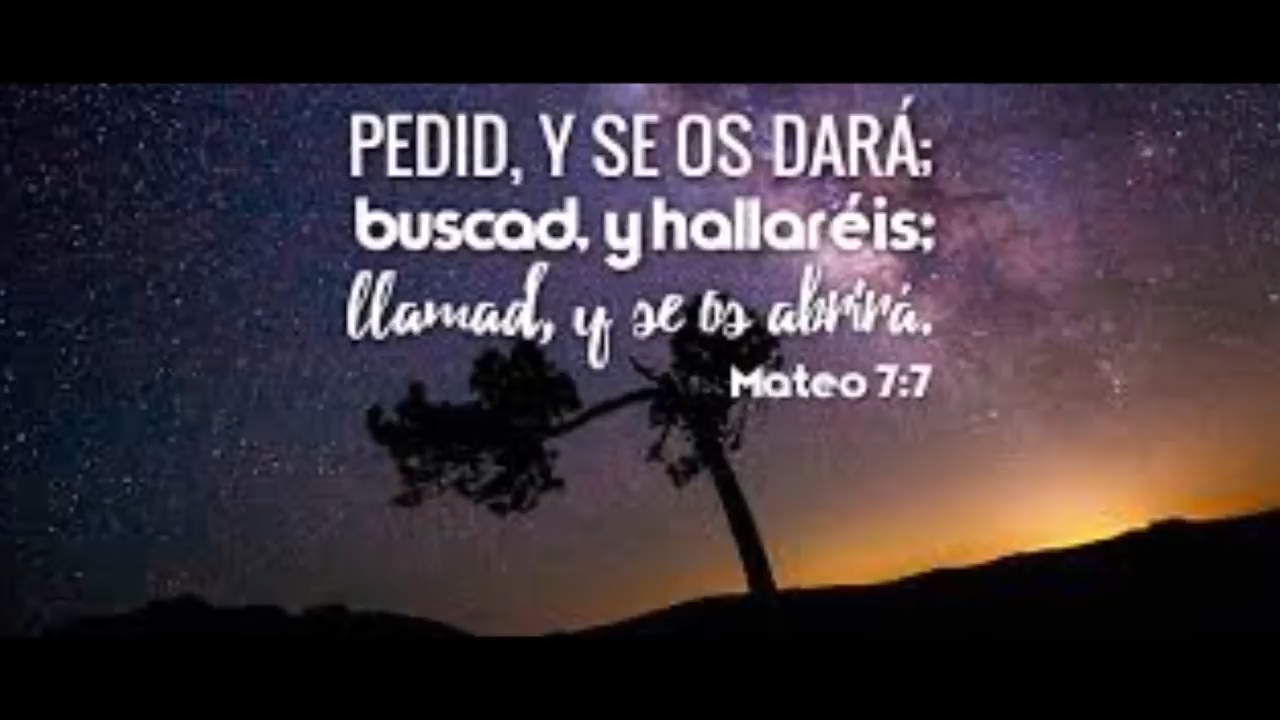 PEDID, Y SE OS DARÁ;
buscad, y hallaréis;
llamad, y se os abrirá.
Mateo 7:7